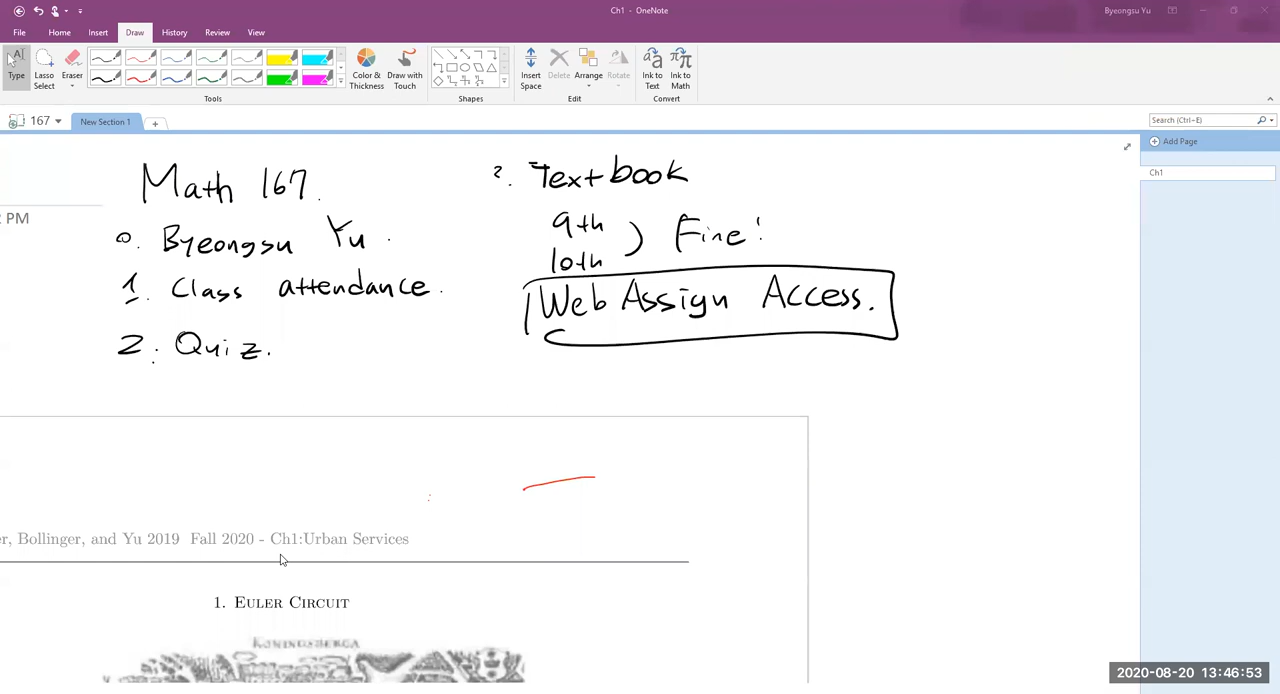 Ch1 - OneNote
Byeongsu Yu
File Home Insert Draw History Review View
Type
Lasso Select
Eraser
Color & Thickness
Draw with Touch
Insert Space
Delete
Arrange
Rotate
Ink to Text
Ink to Math
Tools
Shapes
Edit
Convert
167
New Section 1
Search (Ctrl+E)
Add Page
Ch1
PM
Math 167.
0. Byeongsu Yu.
1. Class attendance.
2. Quiz.
2. Textbook
9th
10th ) Fine!
WebAssign Access.
er, Bollinger, and Yu 2019 Fall 2020 - Ch1:Urban Services
1. Euler Circuit
KONINGSBERGA
2020-08-20 13:46:53